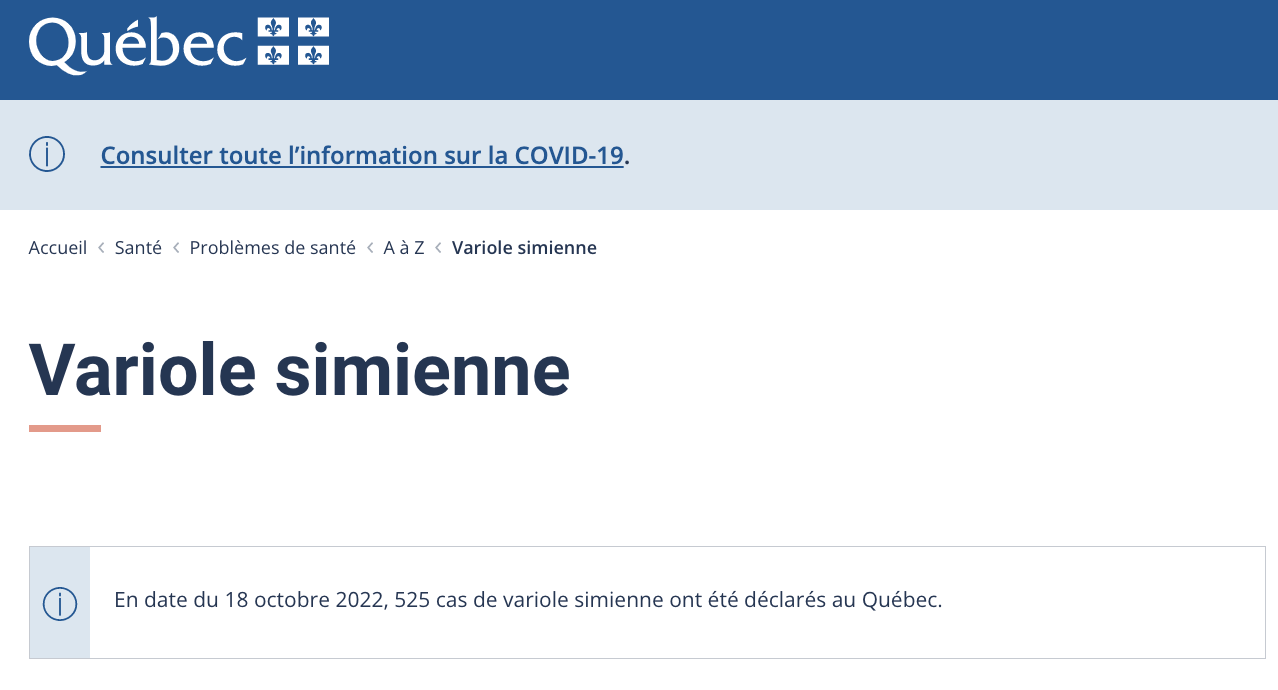 Québec
Consulter toute l’information sur la COVID-19.
Accueil < Santé < Problèmes de santé < A à Z < Variole simienne
Variole simienne
En date du 18 octobre 2022, 525 cas de variole simienne ont été déclarés au Québec.